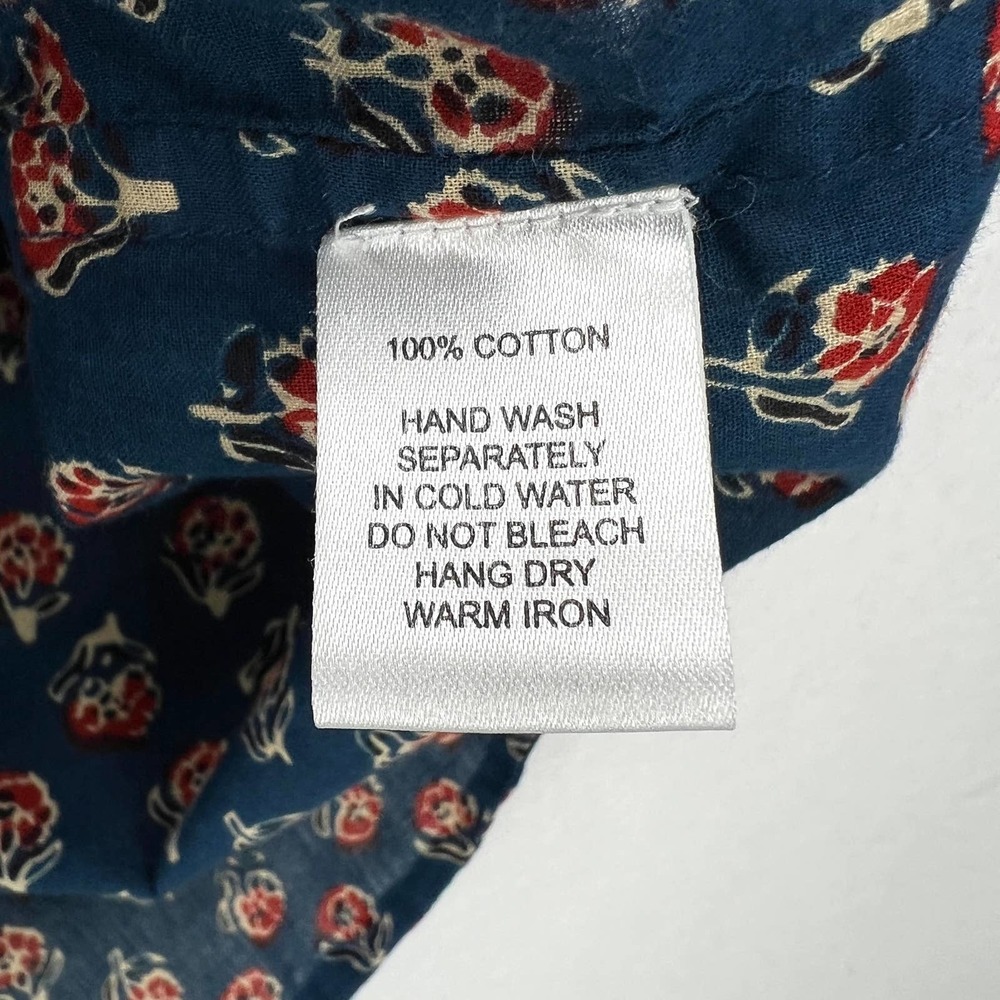 100% COTTON
HAND WASH
SEPARATELY
IN COLD WATER
DO NOT BLEACH
HANG DRY
WARM IRON